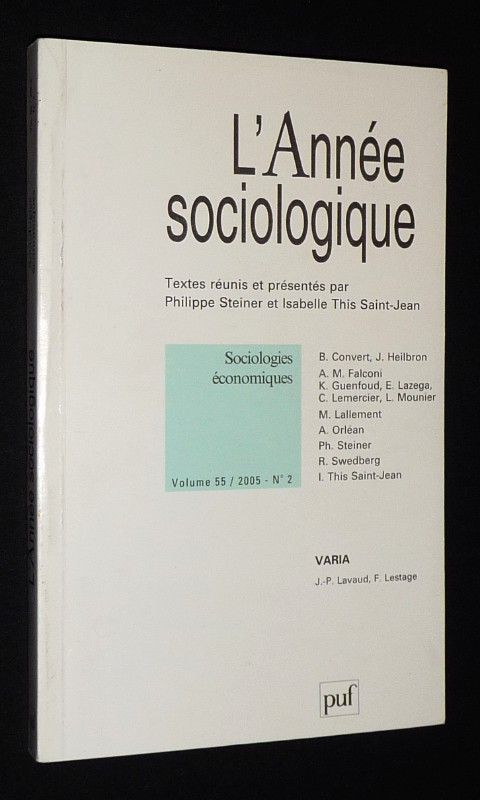 L'Année
sociologique
Textes réunis et présentés par
Philippe Steiner et Isabelle This Saint-Jean
Sociologies
économiques
Volume 55 / 2005 - N° 2
B. Convert, J. Heilbron
A. M. Falconi
K. Guenfoud, E. Lazega,
C. Lemercier, L. Mounier
M. Lallement
A. Orléan
Ph. Steiner
R. Swedberg
I. This Saint-Jean
VARIA
J.-P. Lavaud, F. Lestage
puf
L'Année sociologique